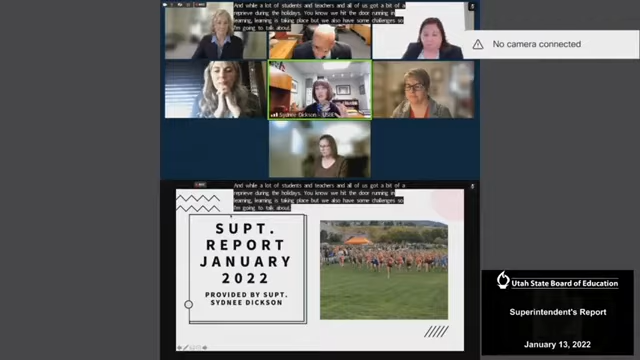 And while a lot of students and teachers and all of us got a bit of a
reprieve during the holidays. You know we hit the door running in
learning, learning is taking place but we also have some challenges so
I'm going to talk about.
No camera connected
Sydnee Dickson - USBE
And while a lot of students and teachers and all of us got a bit of a
reprieve during the holidays. You know we hit the door running in
learning, learning is taking place but we also have some challenges so
I'm going to talk about.
SUPT.
REPORT
JANUARY
2022
PROVIDED BY SUPT.
SYDNEE DICKSON
Utah State Board of Education
Superintendent's Report
January 13, 2022